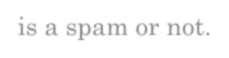 is a spam or not.